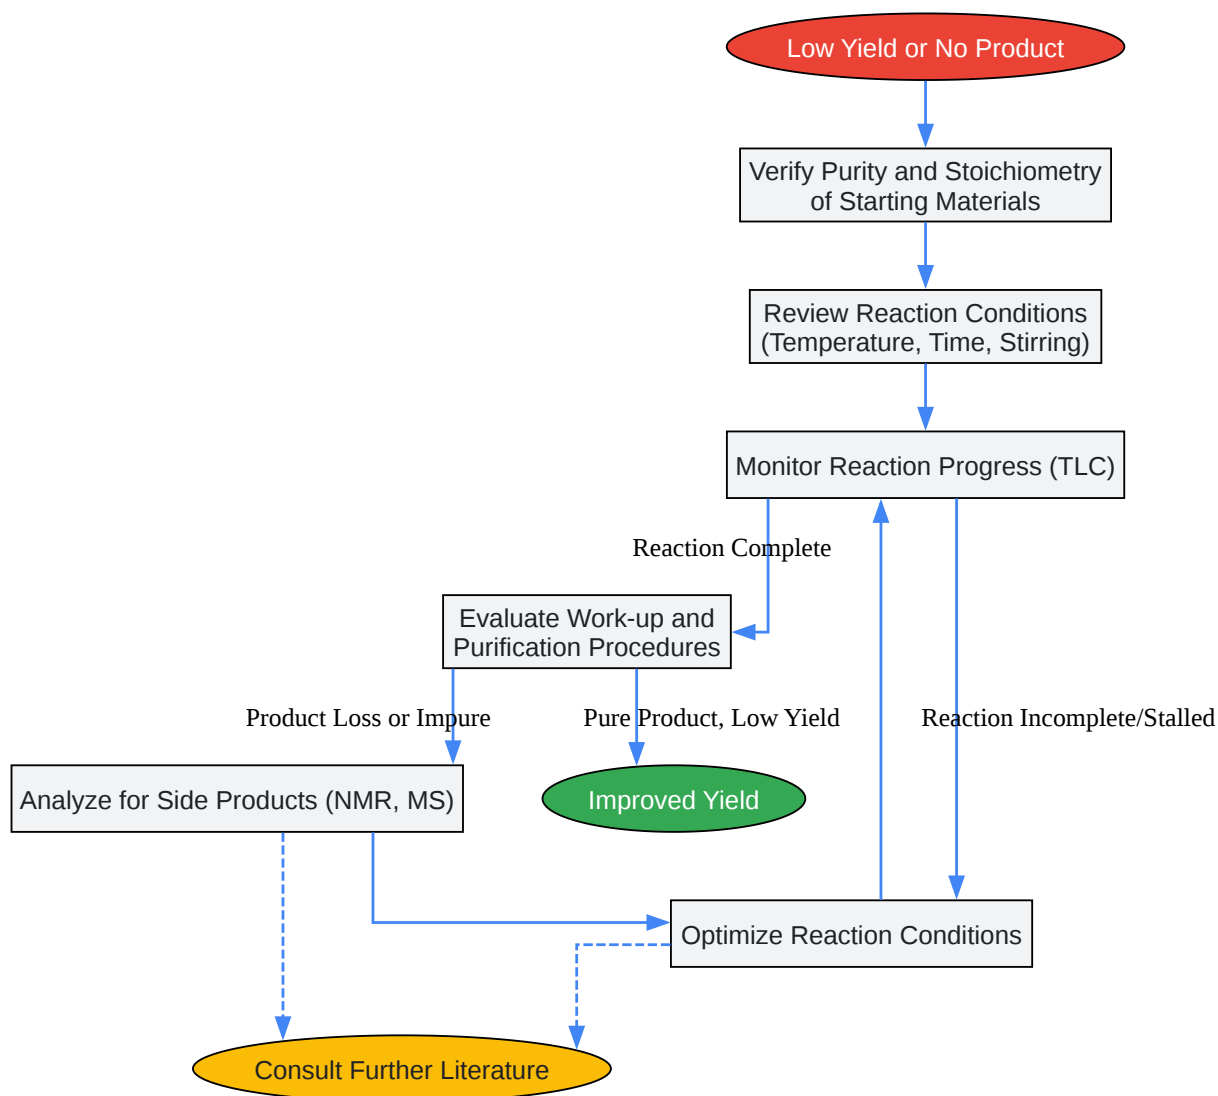 Low Yield or No Product
Verify Purity and Stoichiometry
of Starting Materials
Review Reaction Conditions
(Temperature, Time, Stirring)
Monitor Reaction Progress (TLC)
Reaction Complete
Evaluate Work-up and
Purification Procedures
Product Loss or Impure
Pure Product, Low Yield
Reaction Incomplete/Stalled
Analyze for Side Products (NMR, MS)
Improved Yield
Optimize Reaction Conditions
Consult Further Literature